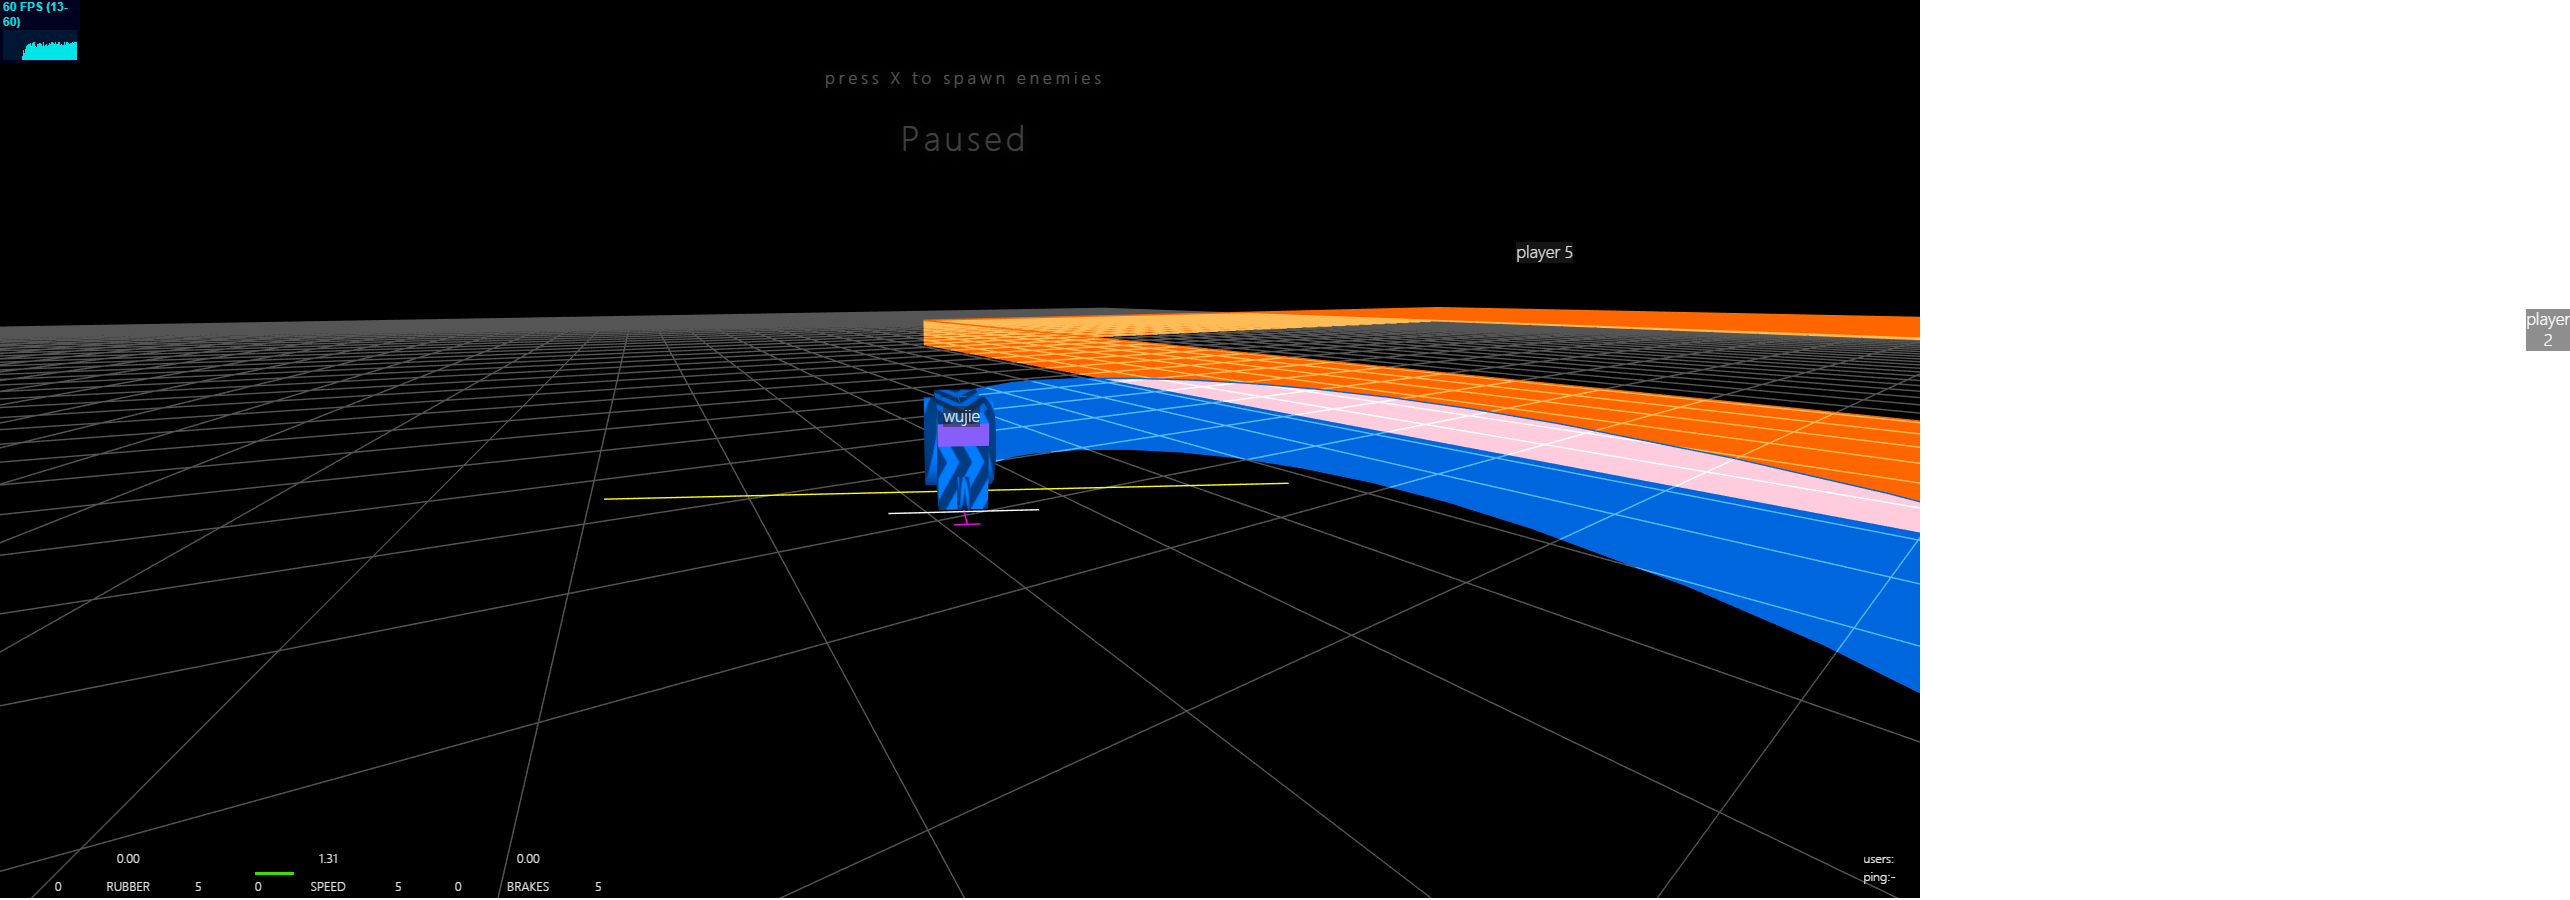 60 FPS (13-
60)
press X to spawn enemies
Paused
player 5
player
2
wujie
0.00
1.31
0.00
0 RUBBER 5
0 SPEED 5
0 BRAKES 5
users:
ping:-